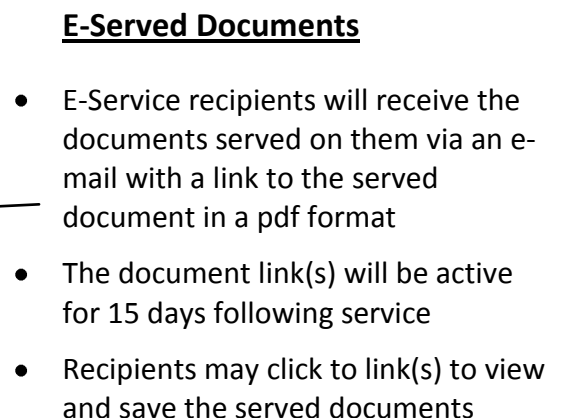 E-Served Documents
• E-Service recipients will receive the
documents served on them via an e-
mail with a link to the served
document in a pdf format
• The document link(s) will be active
for 15 days following service
• Recipients may click to link(s) to view
and save the served documents